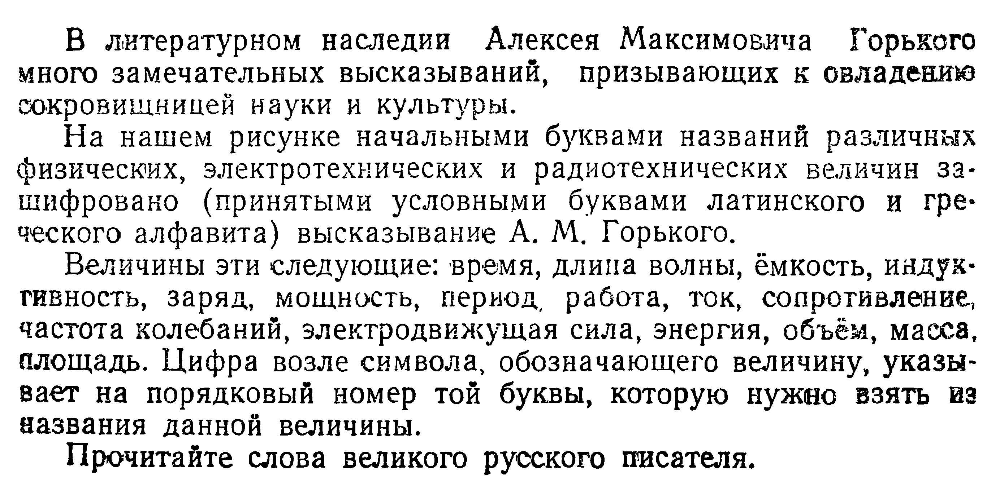 В литературном наследии Алексея Максимовича Горького
много замечательных высказываний, призывающих к овладению
сокровищницей науки и культуры.
На нашем рисунке начальными буквами названий различных
физических, электротехнических и радиотехнических величин за-
шифровано (принятыми условными буквами латинского и гре-
ческого алфавита) высказывание А. М. Горького.
Величины эти следующие: время, длина волны, ёмкость, индук-
тивность, заряд, мощность, период, работа, ток, сопротивление,
частота колебаний, электродвижущая сила, энергия, объём, масса,
площадь. Цифра возле символа, обозначающего величину, указы-
вает на порядковый номер той буквы, которую нужно взять из
названия данной величины.
Прочитайте слова великого русского писателя.